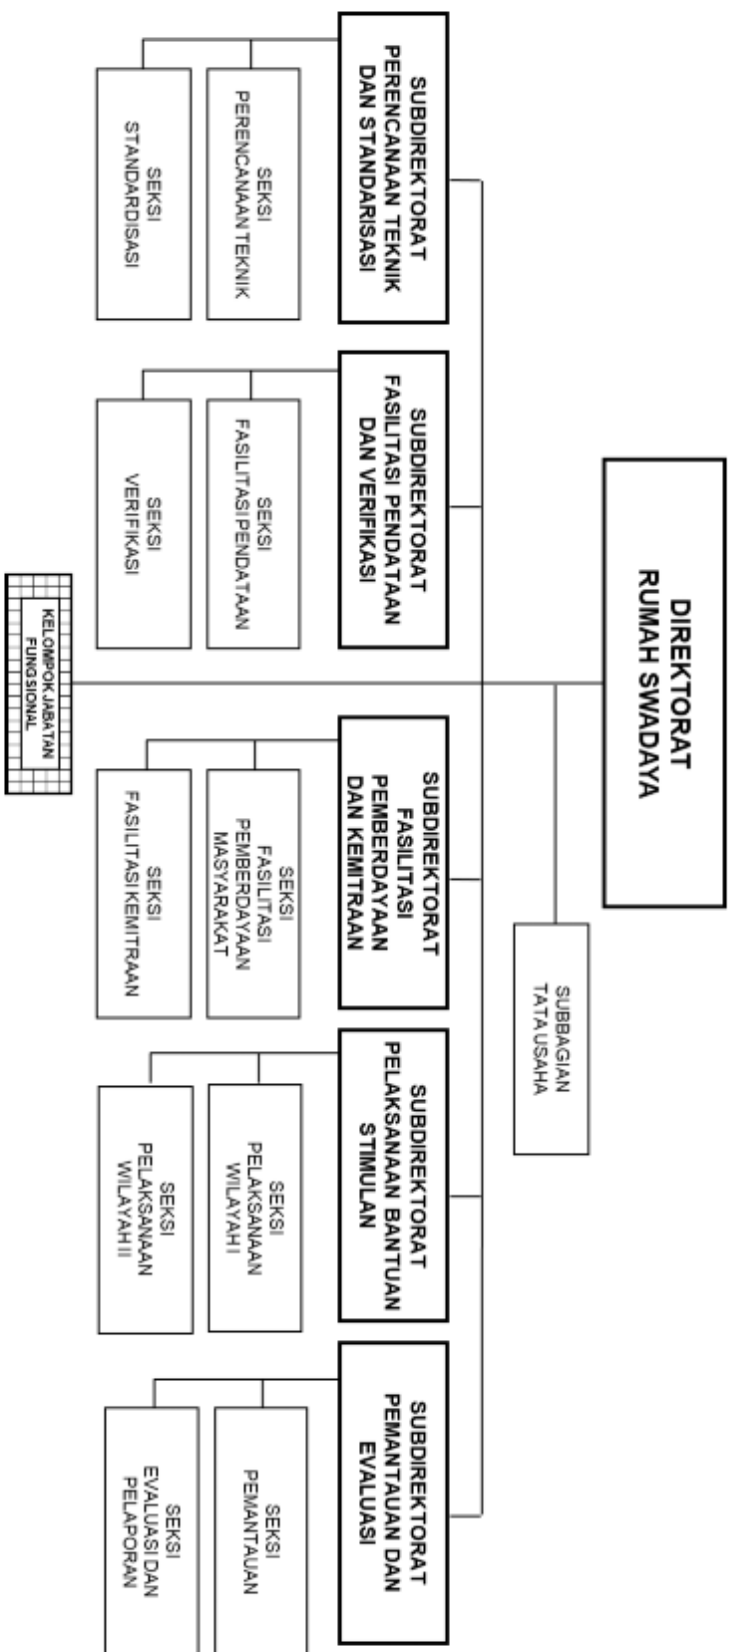 DIREKTORAT
RUMAH SWADAYA
SUBBAGIAN
TATA USAHA
SUBDIREKTORAT
PERENCANAAN TEKNIK
DAN STANDARISASI
SEKSI
PERENCANAAN TEKNIK
SEKSI
STANDARDISASI
SUBDIREKTORAT
FASILITASI PENDATAAN
DAN VERIFIKASI
SEKSI
FASILITASI PENDATAAN
SEKSI
VERIFIKASI
SUBDIREKTORAT
FASILITASI
PEMBERDAYAAN
DAN KEMITRAAN
SEKSI
FASILITASI
PEMBERDAYAAN
MASYARAKAT
SEKSI
FASILITASI KEMITRAAN
SUBDIREKTORAT
PELAKSANAAN BANTUAN
STIMULAN
SEKSI
PELAKSANAAN
WILAYAH I
SEKSI
PELAKSANAAN
WILAYAH II
SUBDIREKTORAT
PEMANTAUAN DAN
EVALUASI
SEKSI
PEMANTAUAN
SEKSI
EVALUASI DAN
PELAPORAN
KELOMPOK JABATAN
FUNGSIONAL